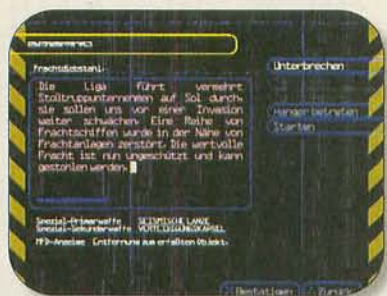 Frachtdiebstahl
Die Liga führt vermehrt
Stoßtruppunternehmen auf Sol durch,
sie sollen uns vor einer Invasion
weiter schwächen. Eine Reihe von
Frachtschiffen wurde in der Nähe von
Frachtanlagen zerstört. Die wertvolle
Fracht ist nun ungeschützt und kann
gestohlen werden.
Unterbrechen
Hangar betreten
Starten
Spezial-Primärwaffe SEISMISCHE LANZE
Spezial-Sekundärwaffe VERTEIDIGUNGSKAPSEL
MFD-Anzeige Entfernung zum erfaßten Objekt.
Bestätigen
Zurück